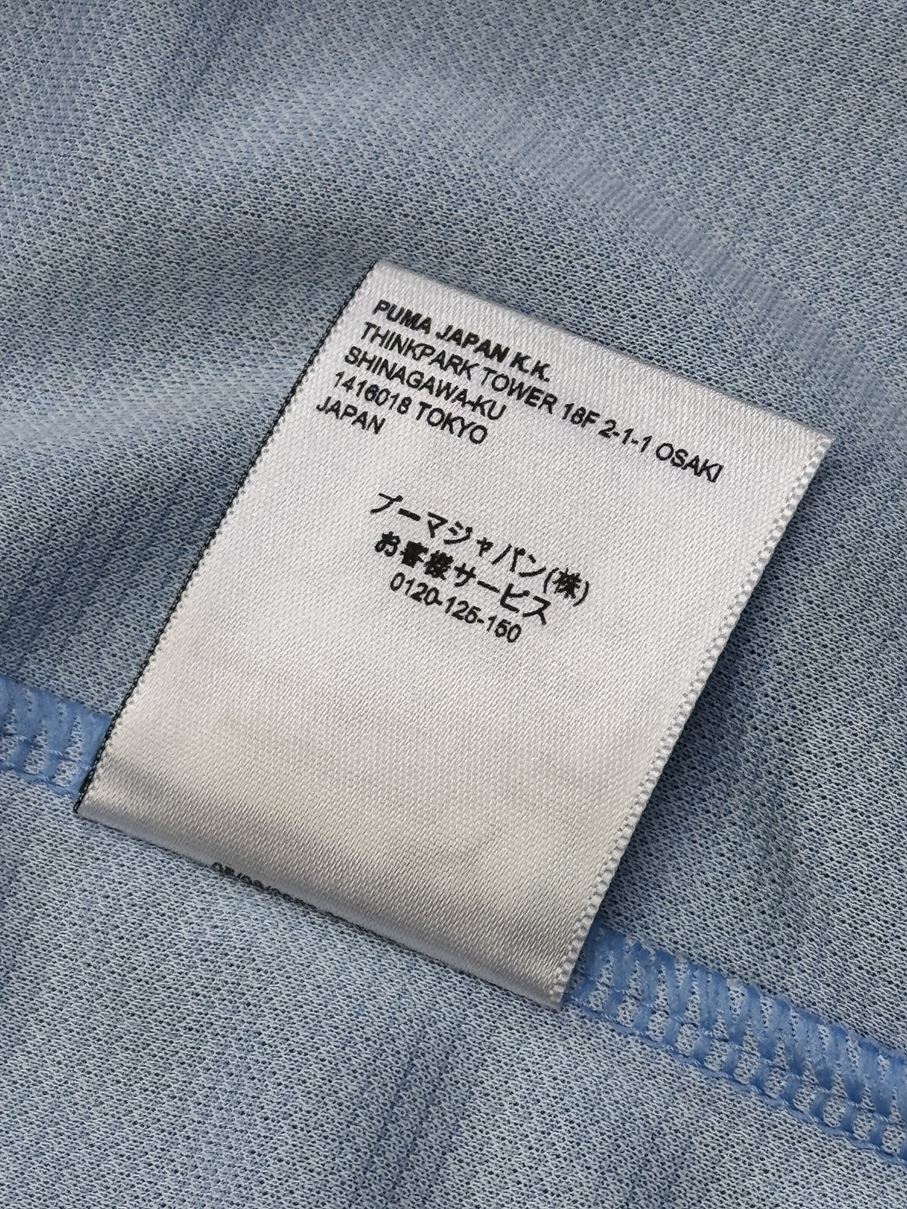 PUMA JAPAN K.K.
THINKPARK TOWER 18F 2-1-1 OSAKI
SHINAGAWA-KU
1416018 TOKYO
JAPAN
プーマジャパン(株)
お客様サービス
0120-125-150